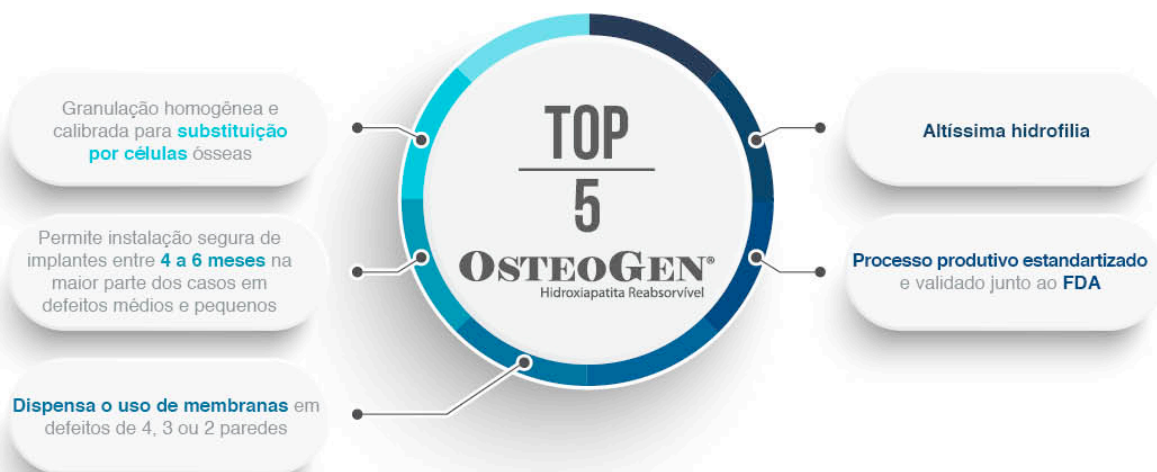 Granulação homogênea e
calibrada para substituição
por células ósseas
Permite instalação segura de
implantes entre 4 a 6 meses na
maior parte dos casos em
defeitos médios e pequenos
Dispensa o uso de membranas em
defeitos de 4, 3 ou 2 paredes
TOP
5
OSTEOGEN®
Hidroxiapatita Reabsorvível
Altíssima hidrofilia
Processo produtivo estandartizado
e validado junto ao FDA